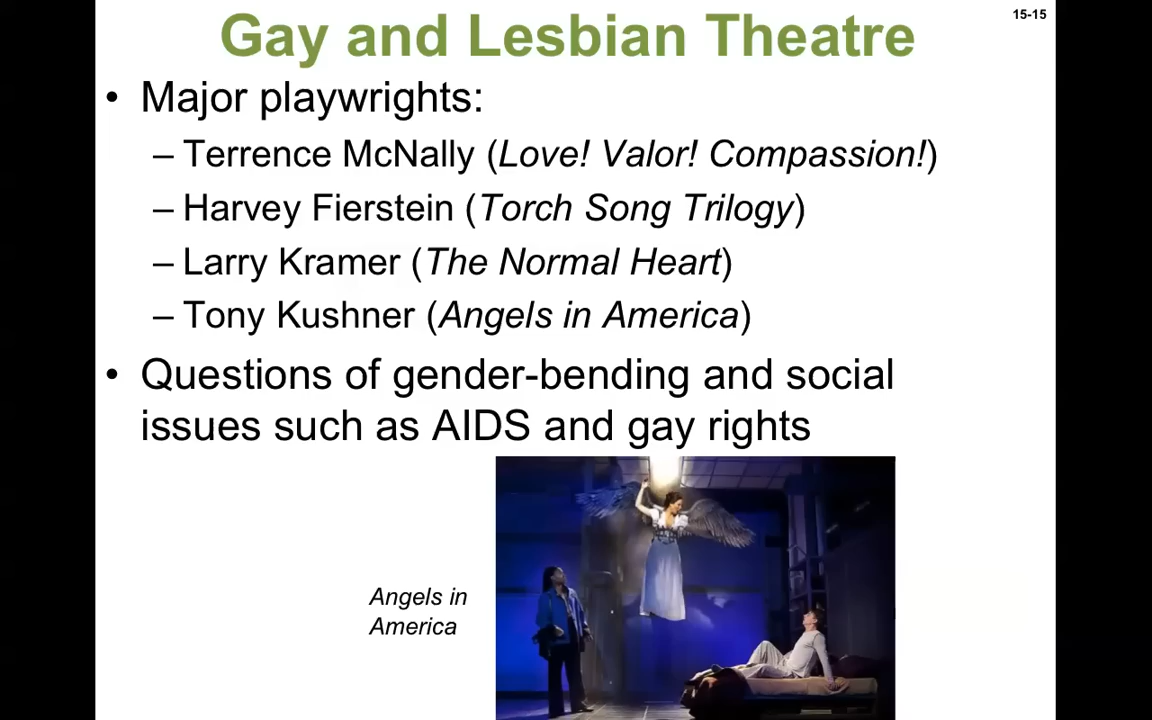 Gay and Lesbian Theatre
15-15
• Major playwrights:
– Terrence McNally (Love! Valor! Compassion!)
– Harvey Fierstein (Torch Song Trilogy)
– Larry Kramer (The Normal Heart)
– Tony Kushner (Angels in America)
• Questions of gender-bending and social
issues such as AIDS and gay rights
Angels in
America